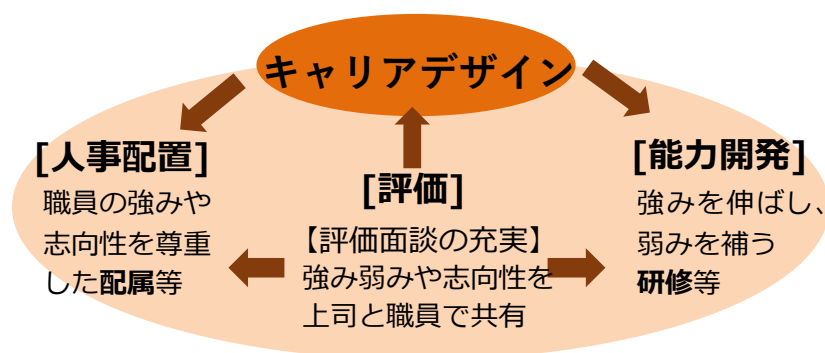 キャリアデザイン
[人事配置]
職員の強みや
志向性を尊重
した配属等
[評価]
【評価面談の充実】
強み弱みや志向性を
上司と職員で共有
[能力開発]
強みを伸ばし、
弱みを補う
研修等